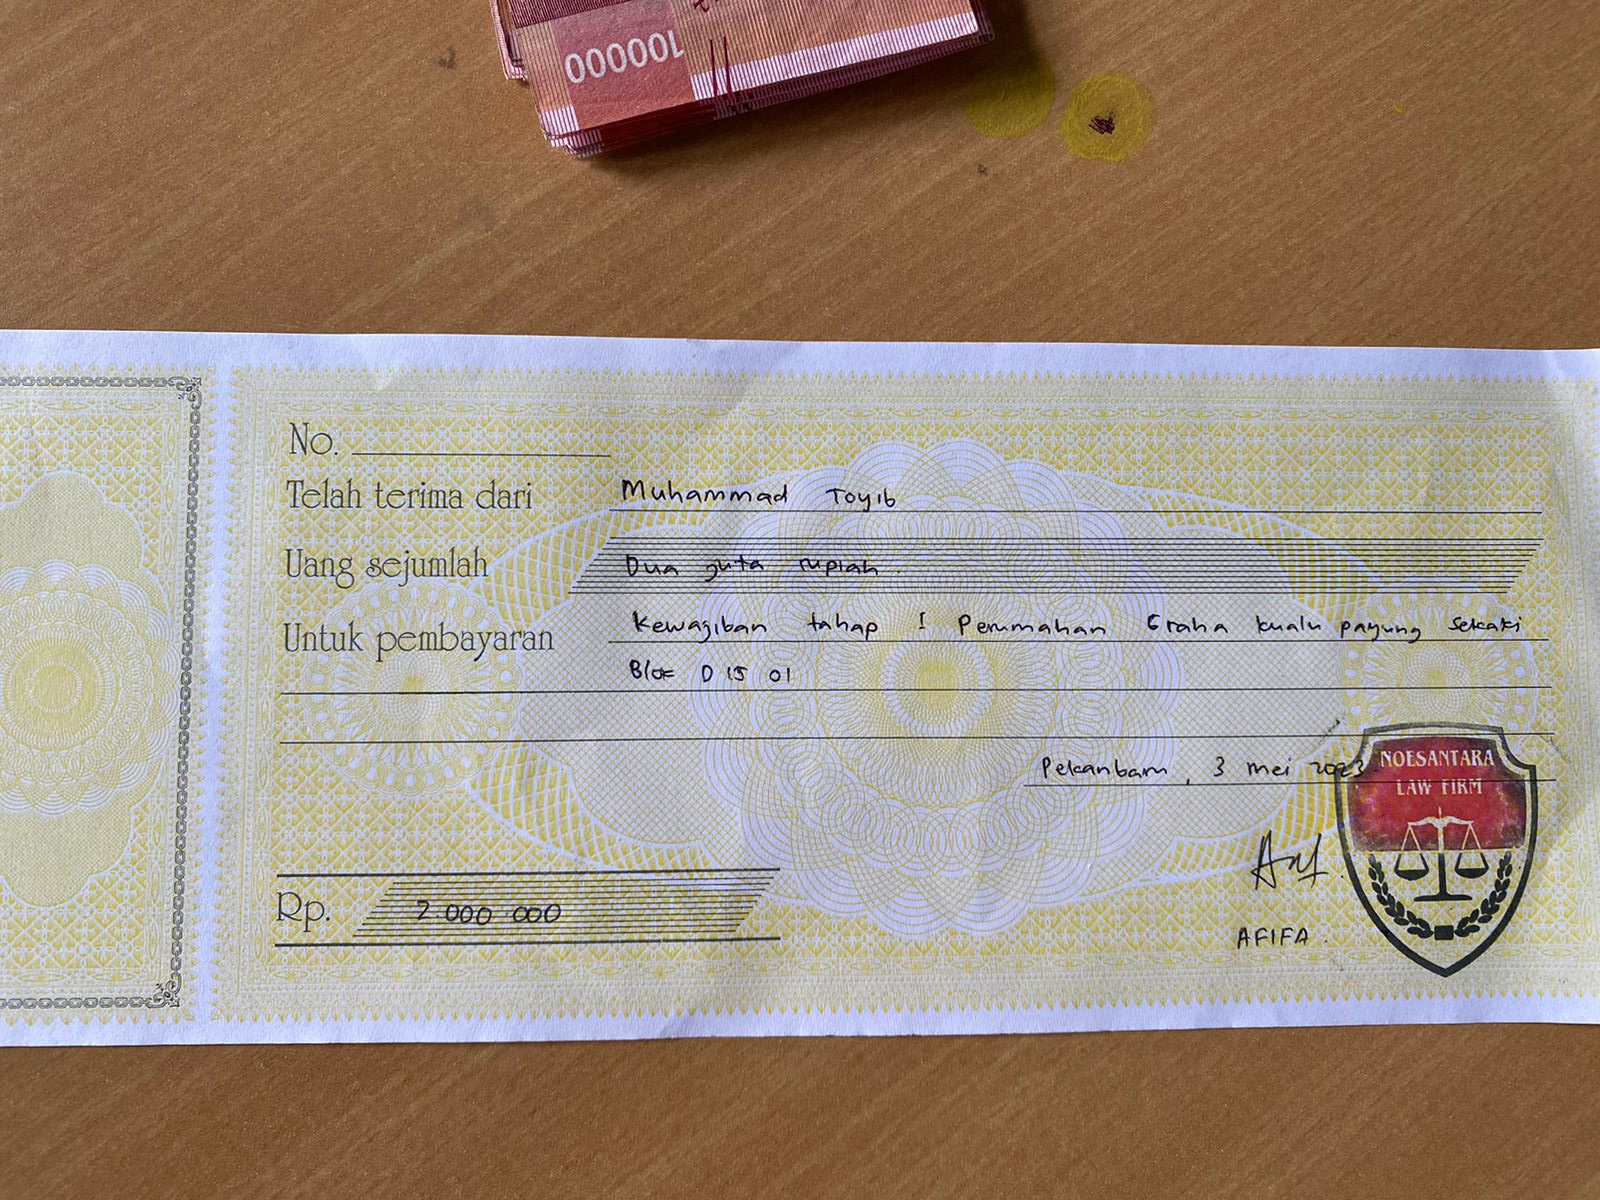 100000
No.
Telah terima dari Muhammad Toyib
Uang sejumlah Dua juta rupiah.
Untuk pembayaran Kewajiban tahap I Perumahan Graha kualu payung sekaki
Blok D 15 01
Pekanbaru, 3 mei 2023.
NOESANTARA
LAW FIRM
Rp. 2.000 000
AFIFA.